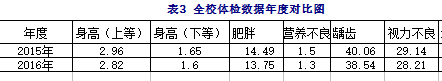 表3 全校体检数据年度对比图
年度 身高（上等） 身高（下等） 肥胖 营养不良 龋齿 视力不良
2015年 2.96 1.65 14.49 1.5 40.06 29.14
2016年 2.82 1.6 13.75 1.3 38.54 28.21